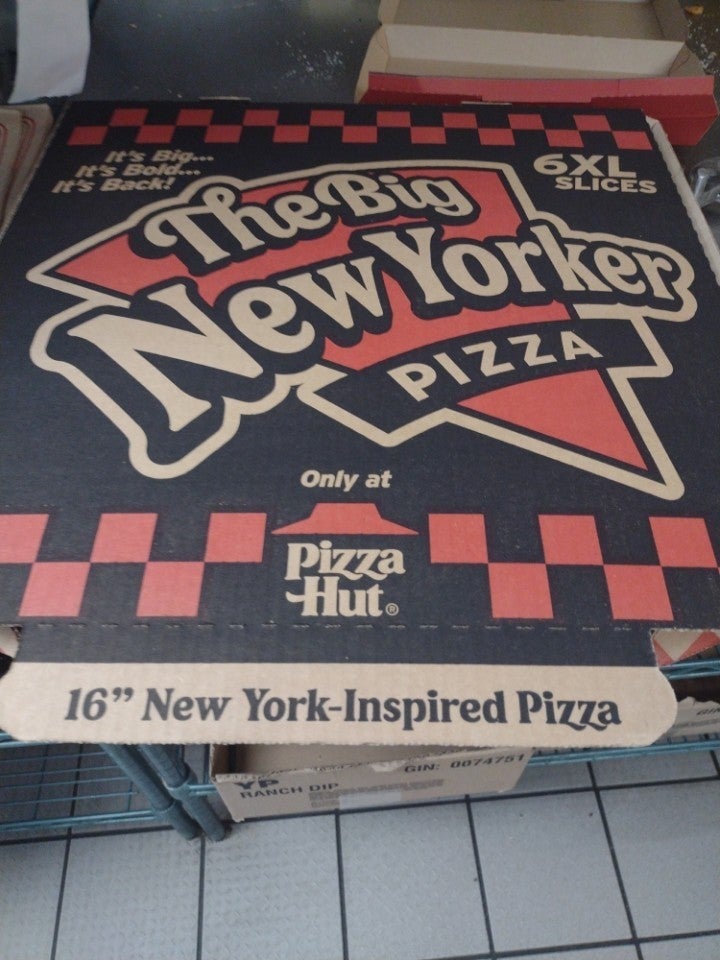 It's Big...
It's Bold...
It's Back!
6XL
SLICES
The Big
New Yorker
PIZZA
Only at
Pizza
Hut®
16” New York-Inspired Pizza
GIN: 0074751
YP
RANCH DIP